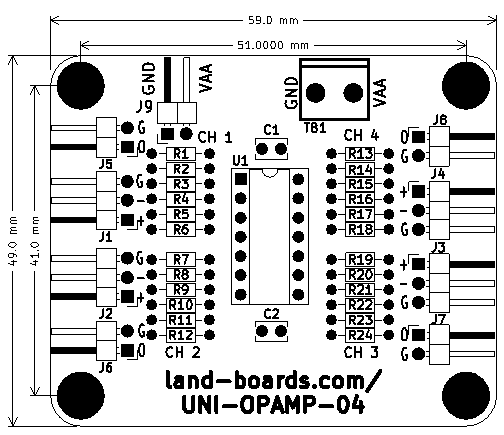 59.0 mm
51.0000 mm
49.0 mm
41.0 mm
GND
VAA
J9
GND
VAA
TB1
CH 1
C1
CH 4
J8
G
O
J5
O
G
J4
U1
R1
R2
R3
R4
R5
R6
R13
R14
R15
R16
R17
R18
G
-
+
J1
+
-
G
J3
G
-
+
J2
R7
R8
R9
R10
R11
R12
R19
R20
R21
R22
R23
R24
+
-
G
J7
C2
G
O
J6
O
G
CH 2
CH 3
land-boards.com/
UNI-OPAMP-04